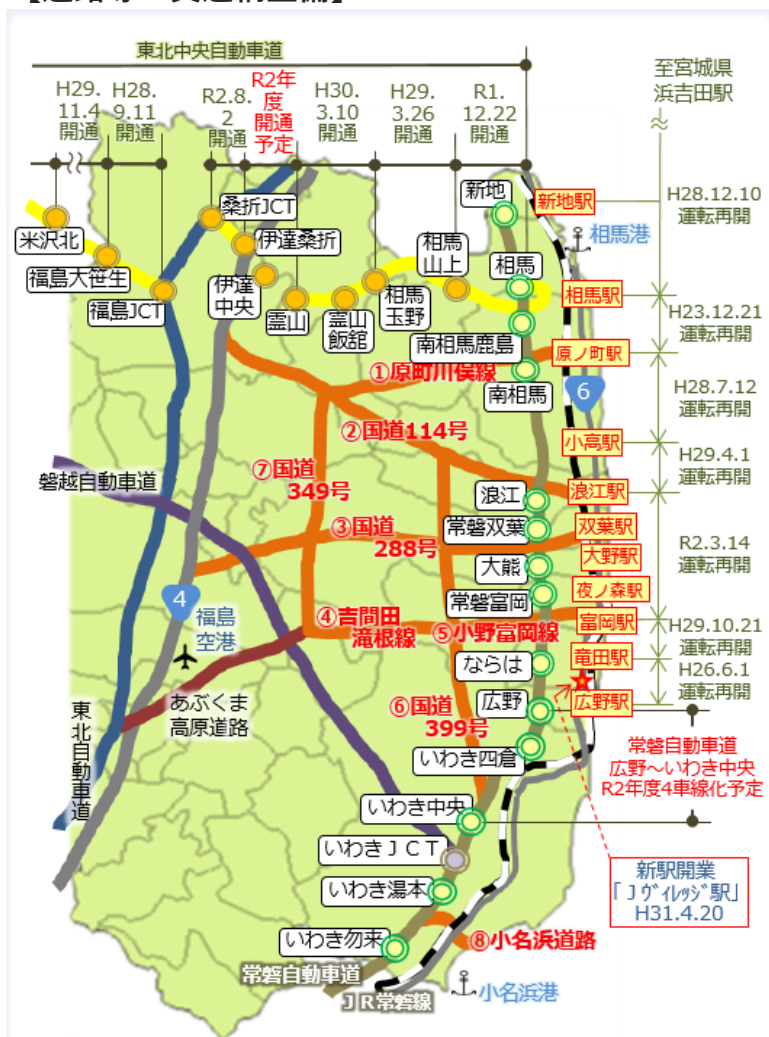 東北中央自動車道
H29.
11.4
開通
H28.
9.11
開通
R2.8.
2
開通
R2年
度
開通
予定
H30.
3.10
開通
H29.
3.26
開通
R1.
12.22
開通
至宮城県
浜吉田駅
新地
新地駅
H28.12.10
運転再開
桑折JCT
米沢北
伊達桑折
相馬港
福島大笹生
相馬
山上
相馬
福島JCT
伊達
中央
霊山
霊山
飯舘
相馬
玉野
相馬駅
H23.12.21
運転再開
南相馬鹿島
原ノ町駅
①原町川俣線
南相馬
6
H28.7.12
運転再開
②国道114号
小高駅
H29.4.1
運転再開
⑦国道
349号
磐越自動車道
浪江
浪江駅
③国道
288号
常磐双葉
双葉駅
大野駅
R2.3.14
運転再開
大熊
夜ノ森駅
4
福島
空港
常磐富岡
④吉間田
滝根線
⑤小野富岡線
富岡駅
H29.10.21
運転再開
ならは
竜田駅
H26.6.1
運転再開
あぶくま
高原道路
⑥国道
399号
広野
広野駅
東北自動車道
いわき四倉
常磐自動車道
広野～いわき中央
R2年度4車線化予定
いわき中央
いわきＪＣＴ
新駅開業
「Ｊヴィレッジ駅」
H31.4.20
いわき湯本
いわき勿来
⑧小名浜道路
常磐自動車道
ＪＲ常磐線
小名浜港